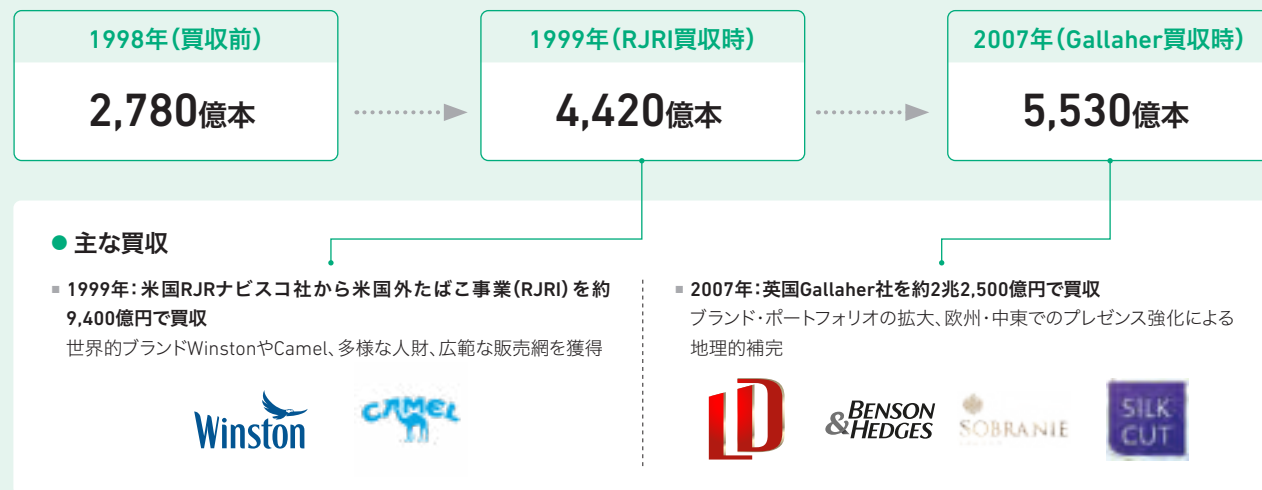 1998年(買収前)
2,780億本
1999年(RJRI買収時)
4,420億本
2007年(Gallaher買収時)
5,530億本
● 主な買収
■ 1999年：米国RJRナビスコ社から米国外たばこ事業(RJRI)を約
9,400億円で買収
世界的ブランドWinstonやCamel、多様な人財、広範な販売網を獲得
Winston
CAMEL
■ 2007年：英国Gallaher社を約2兆2,500億円で買収
ブランド・ポートフォリオの拡大、欧州・中東でのプレゼンス強化による
地理的補完
LD
BENSON
&HEDGES
SOBRANIE
SILK
CUT